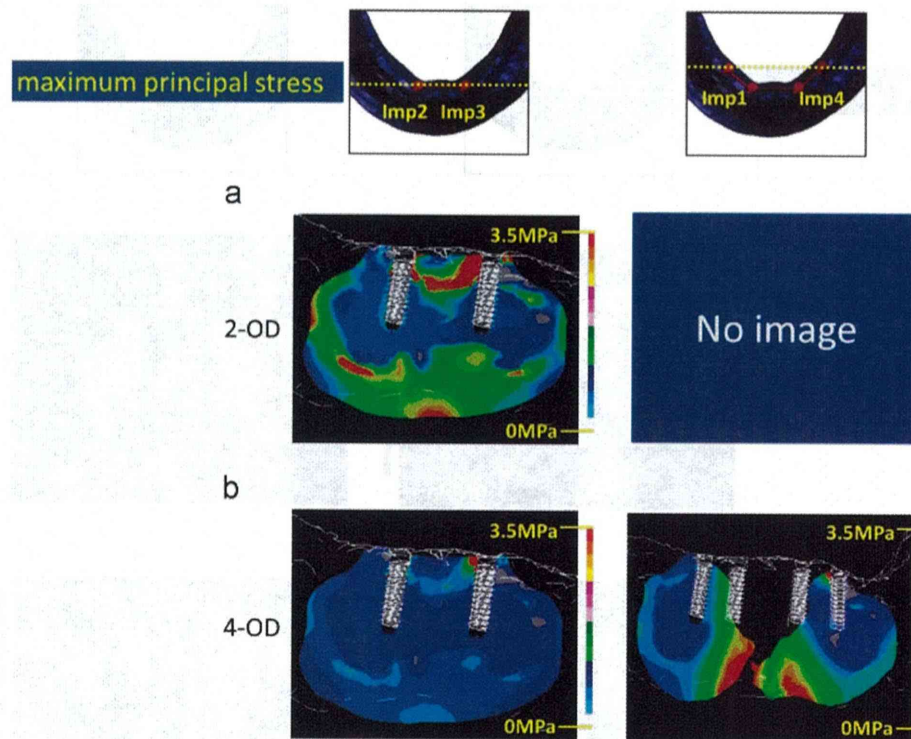 maximum principal stress
Imp2 Imp3
Imp1 Imp4
a
2-OD
3.5MPa
0MPa
No image
b
4-OD
3.5MPa
0MPa
3.5MPa
0MPa